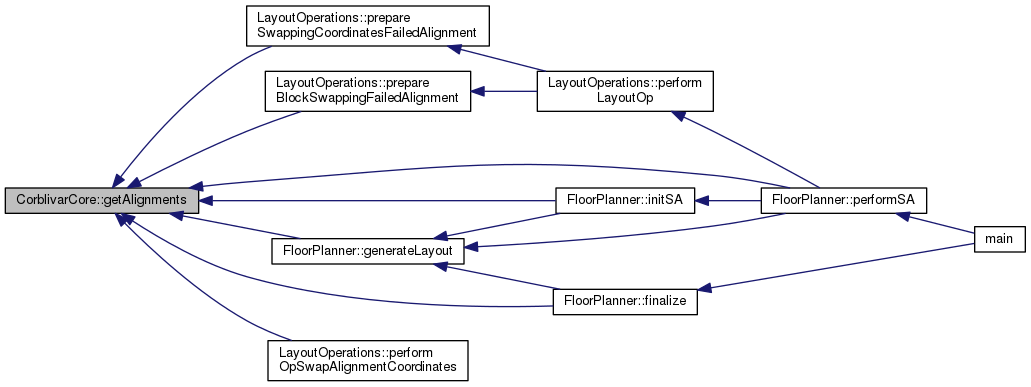 LayoutOperations::prepare
SwappingCoordinatesFailedAlignment
LayoutOperations::prepare
BlockSwappingFailedAlignment
LayoutOperations::perform
LayoutOp
CorblivarCore::getAlignments
FloorPlanner::initSA
FloorPlanner::performSA
FloorPlanner::generateLayout
main
FloorPlanner::finalize
LayoutOperations::perform
OpSwapAlignmentCoordinates